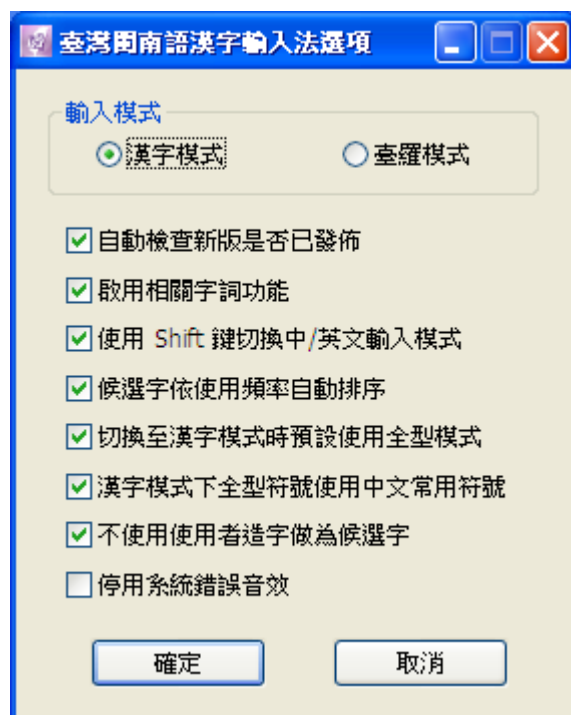 臺灣閩南語漢字輸入法選項
輸入模式
漢字模式 臺羅模式
自動檢查新版是否已發佈
啟用相關字詞功能
使用 Shift 鍵切換中/英文輸入模式
候選字依使用頻率自動排序
切換至漢字模式時預設使用全型模式
漢字模式下全型符號使用中文常用符號
不使用使用者造字做為候選字
停用系統錯誤音效
確定 取消